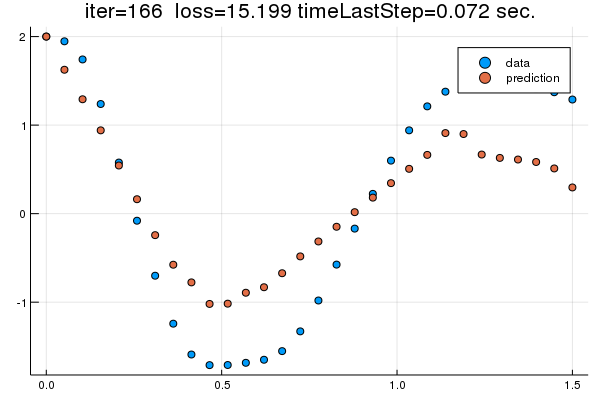 iter=166 loss=15.199 timeLastStep=0.072 sec.
data
prediction
2
1
0
-1
0.0 0.5 1.0 1.5